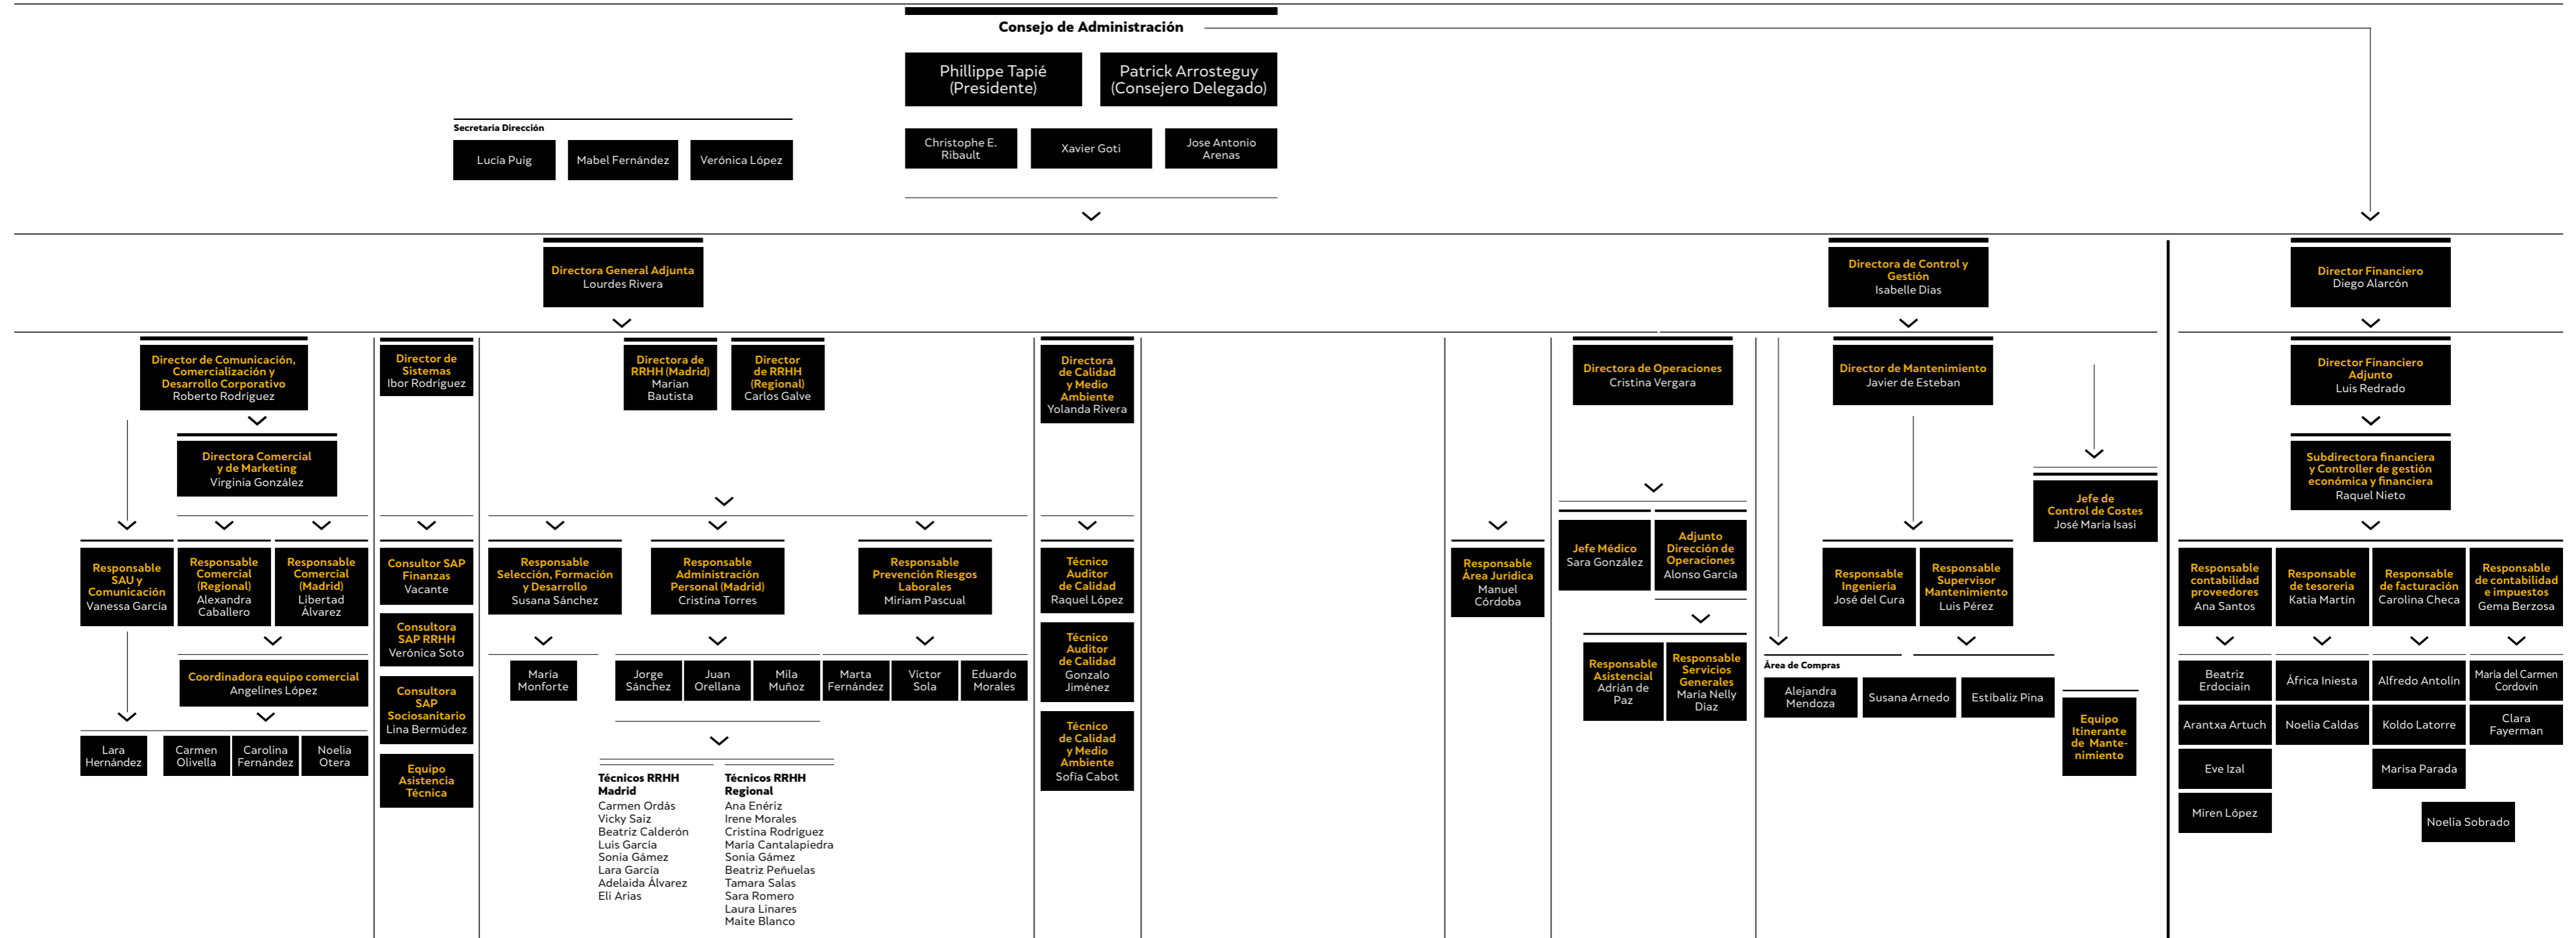 Consejo de Administración
Phillippe Tapié
(Presidente)
Patrick Arrosteguy
(Consejero Delegado)
Secretaria Dirección
Lucía Puig
Mabel Fernández
Verónica López
Christophe E.
Ribault
Xavier Goti
Jose Antonio
Arenas
Directora General Adjunta
Lourdes Rivera
Directora de Control y
Gestión
Isabelle Dias
Director Financiero
Diego Alarcón
Director de Comunicación,
Comercialización y
Desarrollo Corporativo
Roberto Rodríguez
Director de
Sistemas
Ibor Rodríguez
Directora de
RRHH (Madrid)
Marian
Bautista
Director
de RRHH
(Regional)
Carlos Galve
Directora
de Calidad
y Medio
Ambiente
Yolanda Rivera
Directora de Operaciones
Cristina Vergara
Director de Mantenimiento
Javier de Esteban
Director Financiero
Adjunto
Luis Redrado
Directora Comercial
y de Marketing
Virginia González
Jefe de
Control de Costes
José María Isasi
Subdirectora financiera
y Controller de gestión
económica y financiera
Raquel Nieto
Responsable
SAU y
Comunicación
Vanessa García
Responsable
Comercial
(Regional)
Alexandra
Caballero
Responsable
Comercial
(Madrid)
Libertad
Álvarez
Consultor SAP
Finanzas
Vacante
Responsable
Selección, Formación
y Desarrollo
Susana Sánchez
Responsable
Administración
Personal (Madrid)
Cristina Torres
Responsable
Prevención Riesgos
Laborales
Miriam Pascual
Técnico
Auditor
de Calidad
Raquel López
Responsable
Área Jurídica
Manuel
Córdoba
Jefe Médico
Sara González
Adjunto
Dirección de
Operaciones
Alonso García
Responsable
Ingeniería
José del Cura
Responsable
Supervisor
Mantenimiento
Luis Pérez
Responsable
contabilidad
proveedores
Ana Santos
Responsable
de tesorería
Katia Martin
Responsable
de facturación
Carolina Checa
Responsable
de contabilidad
e impuestos
Gema Berzosa
Consultora
SAP RRHH
Verónica Soto
Técnico
Auditor
de Calidad
Gonzalo
Jiménez
Coordinadora equipo comercial
Angelines López
María
Monforte
Jorge
Sánchez
Juan
Orellana
Mila
Muñoz
Marta
Fernández
Victor
Sola
Eduardo
Morales
Responsable
Asistencial
Adrián de
Paz
Responsable
Servicios
Generales
María Nelly
Díaz
Área de Compras
Alejandra
Mendoza
Susana Arnedo
Estíbaliz Pina
Beatriz
Erdociain
África Iniesta
Alfredo Antolin
María del Carmen
Cordovín
Consultora
SAP
Sociosanitario
Lina Bermúdez
Equipo
Itinerante
de Mante-
nimiento
Arantxa Artuch
Noelia Caldas
Koldo Latorre
Clara
Fayerman
Lara
Hernández
Carmen
Olivella
Carolina
Fernández
Noelia
Otera
Técnico
de Calidad
y Medio
Ambiente
Sofía Cabot
Equipo
Asistencia
Técnica
Eve Izal
Marisa Parada
Miren López
Noelia Sobrado
Técnicos RRHH
Madrid
Carmen Ordás
Vicky Saiz
Beatriz Calderón
Luis García
Sonia Gámez
Lara García
Adelaida Álvarez
Eli Arias
Técnicos RRHH
Regional
Ana Enériz
Irene Morales
Cristina Rodríguez
María Cantalapiedra
Sonia Gámez
Beatriz Peñuelas
Tamara Salas
Sara Romero
Laura Linares
Maite Blanco